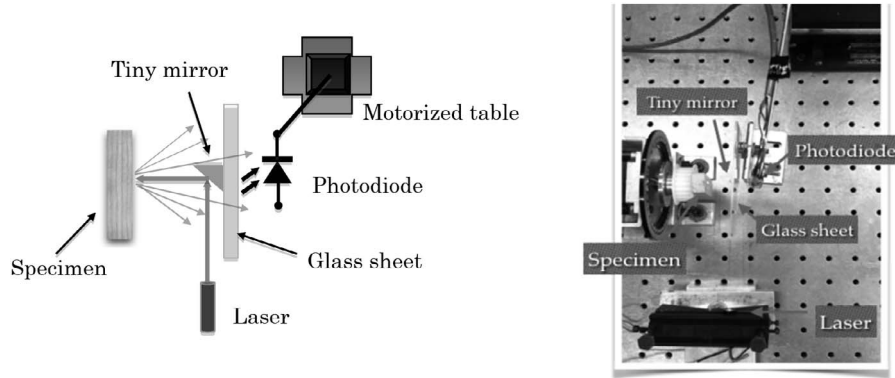 Tiny mirror
Motorized table
Photodiode
Specimen
Glass sheet
Laser
Tiny mirror
Photodiode
Glass sheet
Specimen
Laser